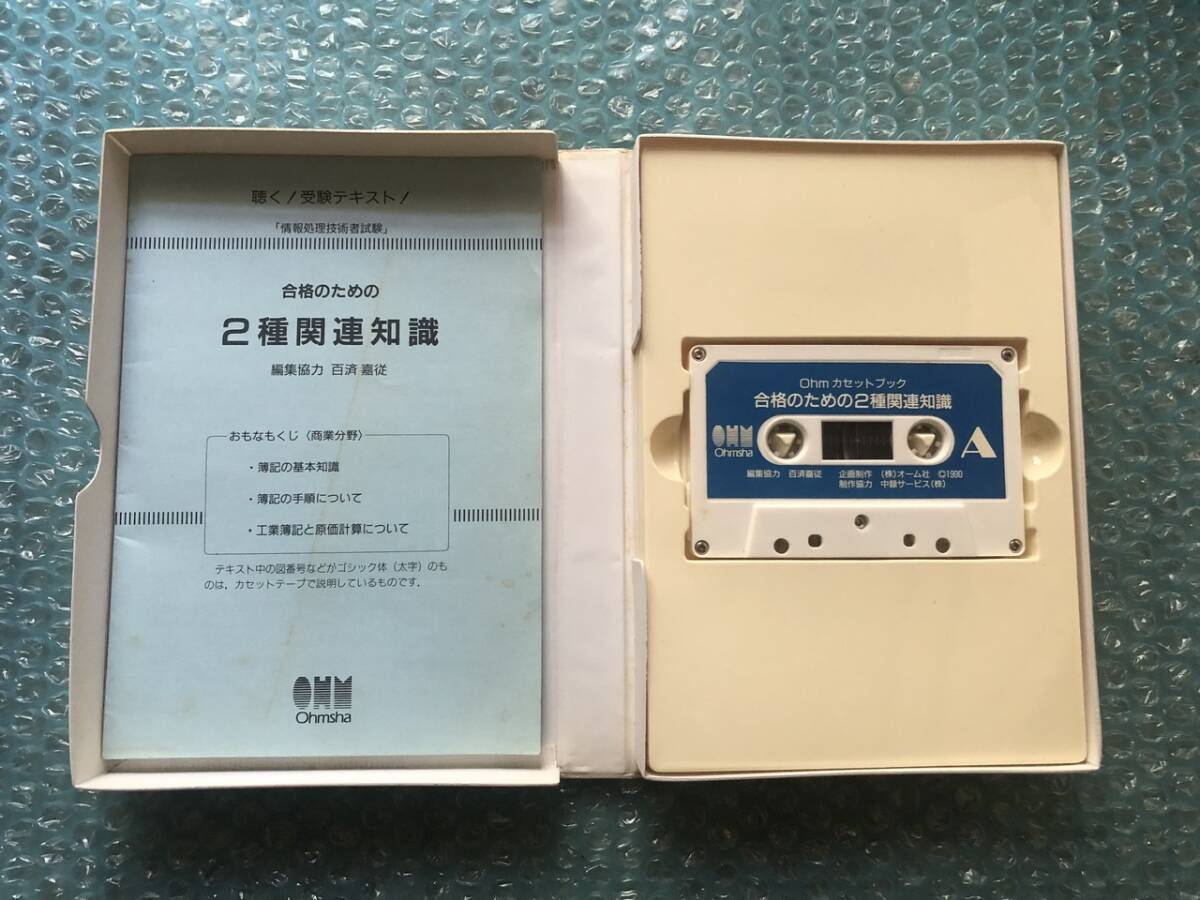 聴く！受験テキスト！
「情報処理技術者試験」
合格のための
2種関連知識
編集協力 百済 嘉従
おもなもくじ〈商業分野〉
・簿記の基本知識
・簿記の手順について
・工業簿記と原価計算について
テキスト中の図番号などがゴシック体（太字）のも
のは，カセットテープで説明しているものです．
OHM
Ohmsha
Ohm カセットブック
合格のための2種関連知識
OHM
Ohmsha
A
編集協力 百済嘉従 企画制作 (株)オーム社 ©1990
制作協力 中録サービス(株)